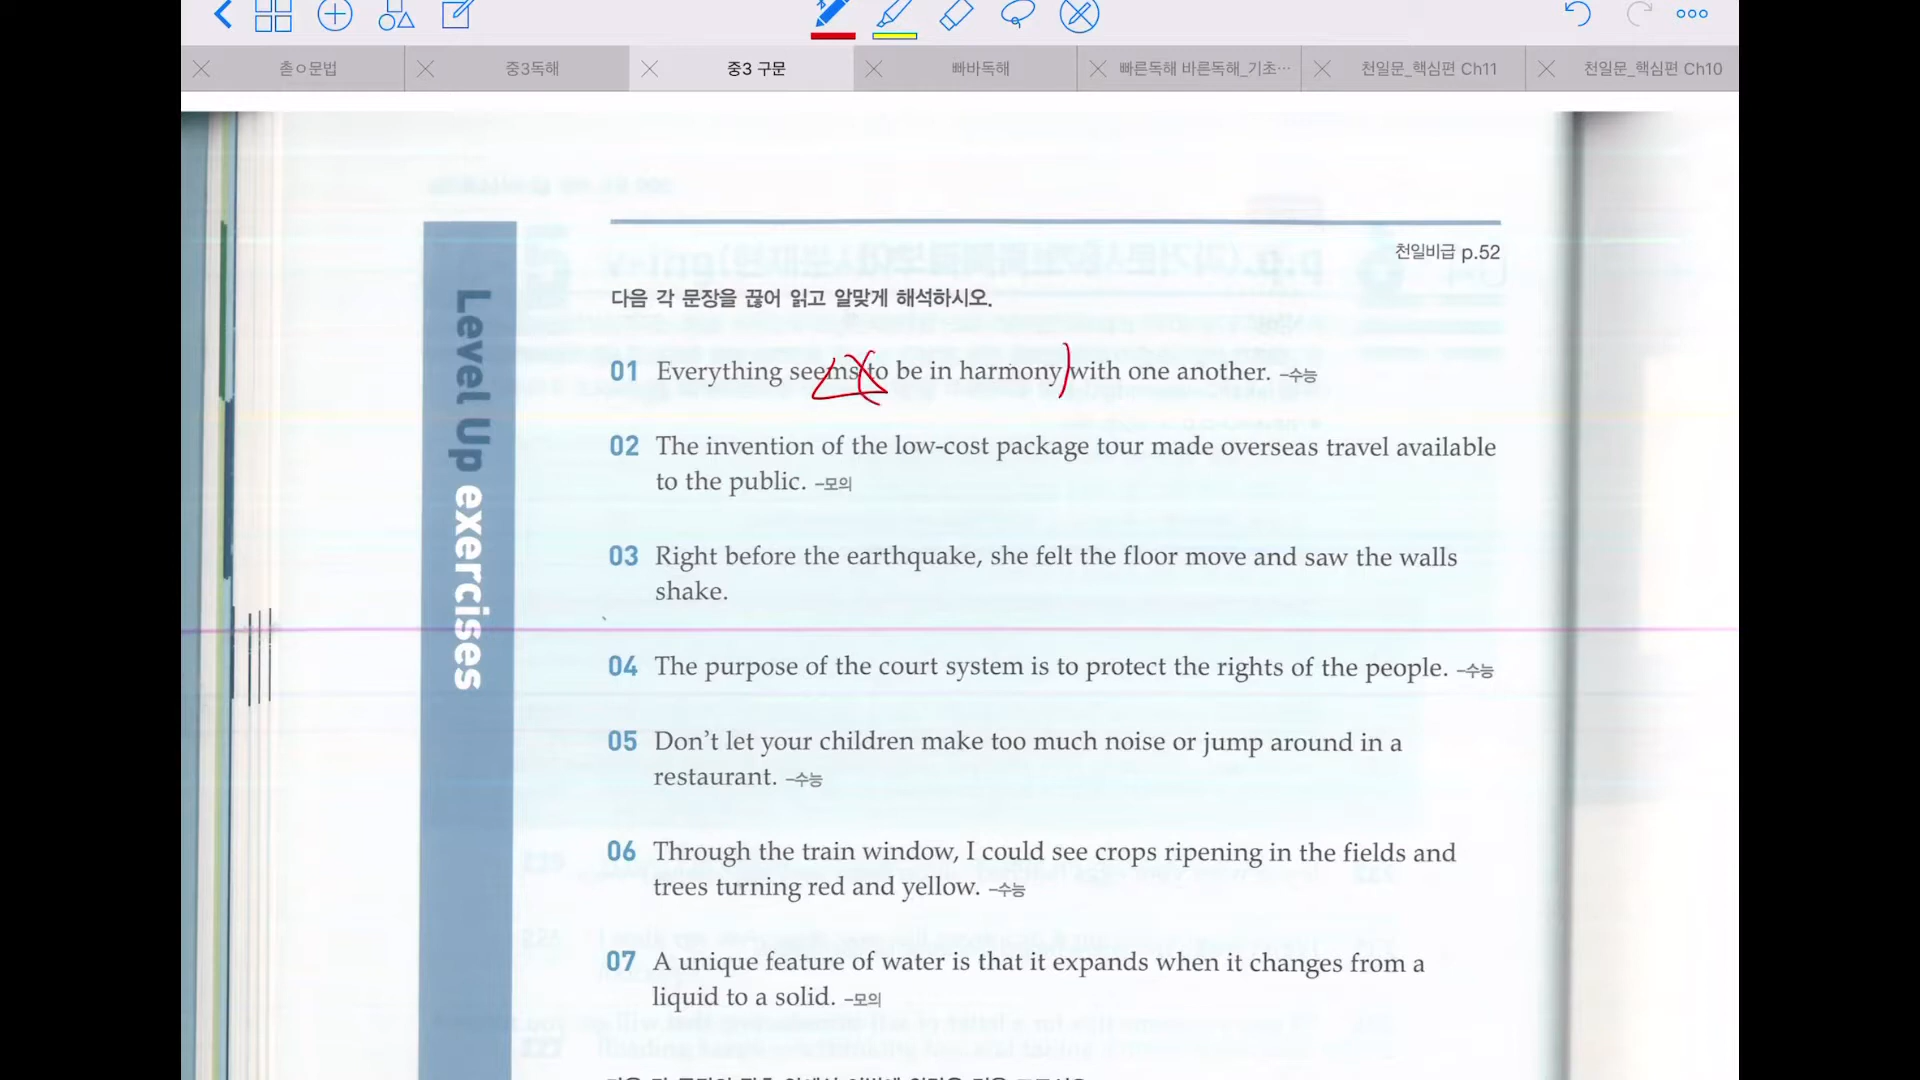 촏ㅇ문법
중3독해
중3 구문
빠바독해
빠른독해 바른독해_기초…
천일문_핵심편 Ch11
천일문_핵심편 Ch10
천일비급 p.52
Level Up exercises
다음 각 문장을 끊어 읽고 알맞게 해석하시오.
01 Everything seems to be in harmony with one another. –수능
02 The invention of the low-cost package tour made overseas travel available
to the public. –모의
03 Right before the earthquake, she felt the floor move and saw the walls
shake.
04 The purpose of the court system is to protect the rights of the people. –수능
05 Don’t let your children make too much noise or jump around in a
restaurant. –수능
06 Through the train window, I could see crops ripening in the fields and
trees turning red and yellow. –수능
07 A unique feature of water is that it expands when it changes from a
liquid to a solid. –모의